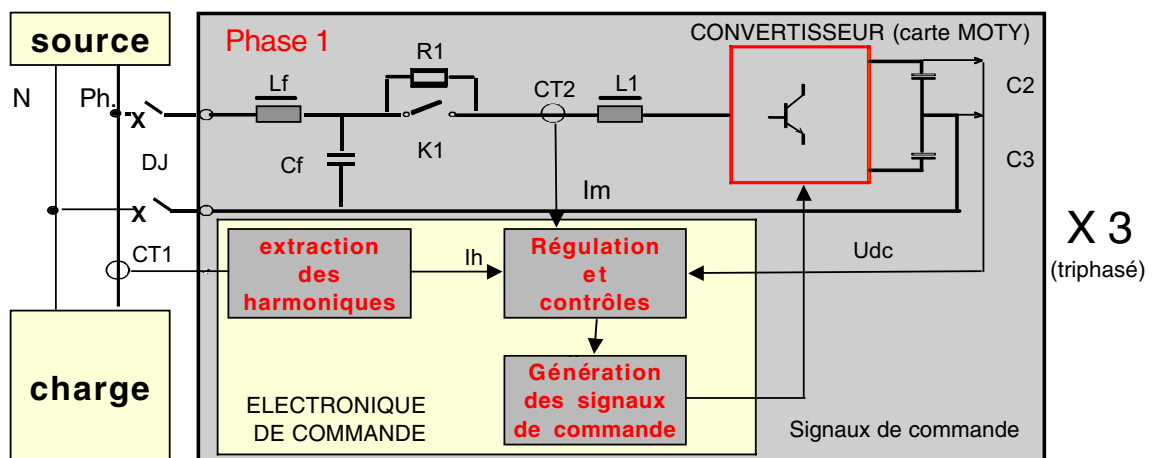 source
Phase 1
CONVERTISSEUR (carte MOTY)
R1
N
Ph.
Lf
CT2
L1
C2
X
DJ
Cf
K1
C3
Im
X
X 3
(triphasé)
CT1
extraction
des
harmoniques
Ih
Régulation
et
contrôles
Udc
charge
Génération
des signaux
de commande
ELECTRONIQUE
DE COMMANDE
Signaux de commande